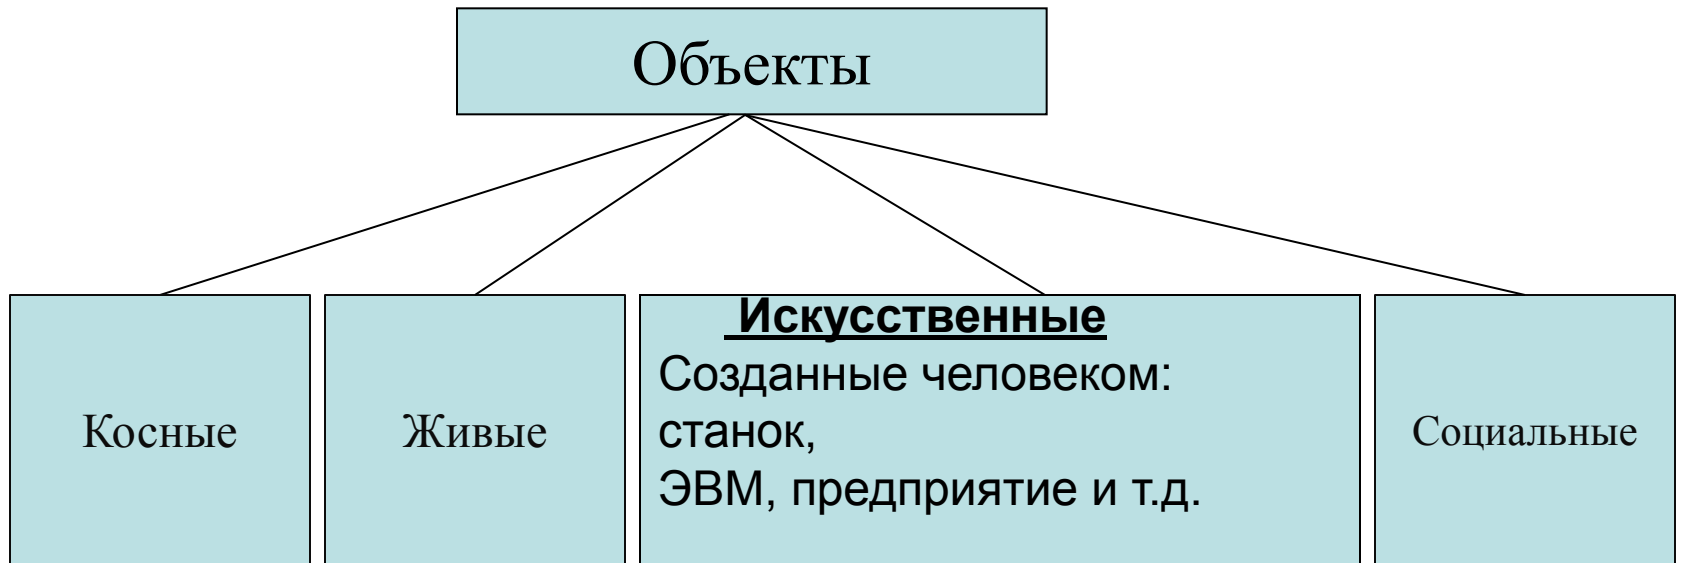 Объекты
Косные
Живые
Искусственные
Созданные человеком:
станок,
ЭВМ, предприятие и т.д.
Социальные